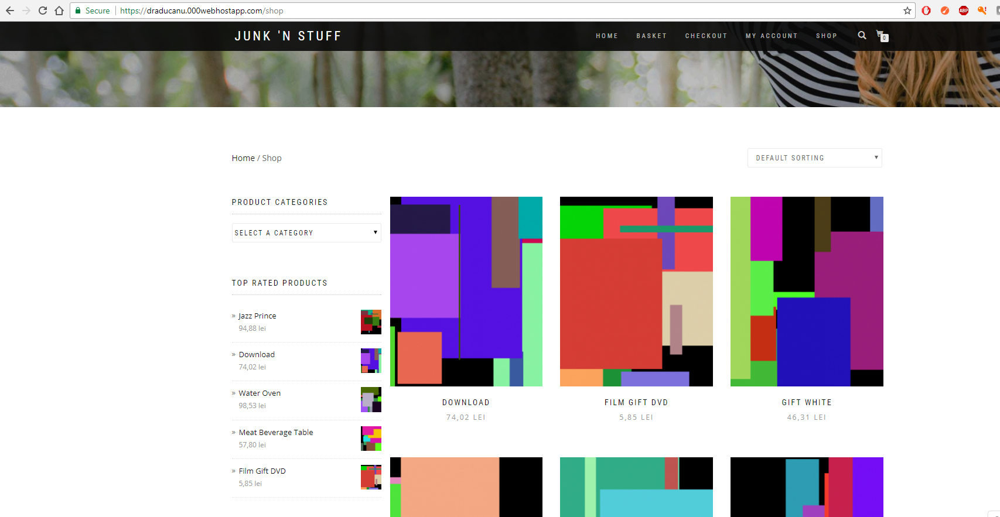 Secure
https://draducanu.000webhostapp.com/shop
ABP
JUNK 'N STUFF
HOME BASKET CHECKOUT MY ACCOUNT SHOP
0
Home / Shop
DEFAULT SORTING
PRODUCT CATEGORIES
SELECT A CATEGORY
TOP RATED PRODUCTS
» Jazz Prince
94,88 lei
» Download
74,02 lei
» Water Oven
98,53 lei
» Meat Beverage Table
57,80 lei
» Film Gift DVD
5,85 lei
DOWNLOAD
74,02 LEI
FILM GIFT DVD
5,85 LEI
GIFT WHITE
46,31 LEI